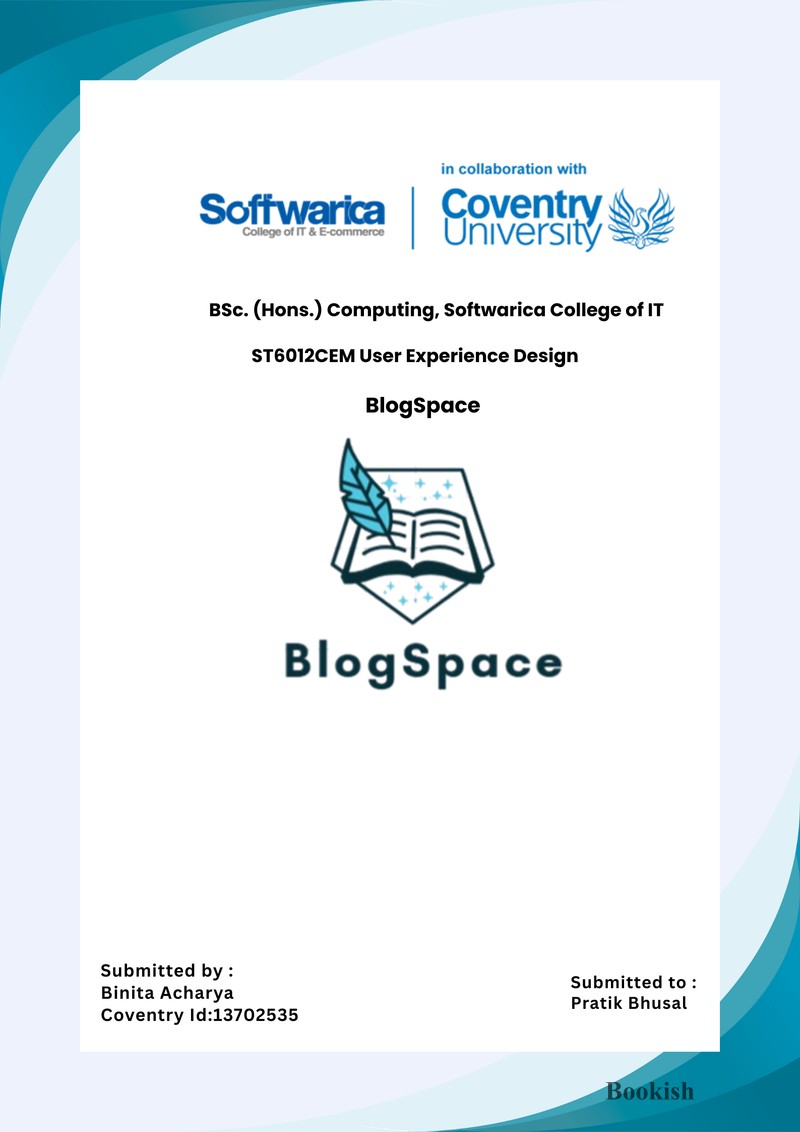 in collaboration with
Softwarica
College of IT & E-commerce
Coventry
University
BSc. (Hons.) Computing, Softwarica College of IT
ST6012CEM User Experience Design
BlogSpace
BlogSpace
Submitted by :
Binita Acharya
Coventry Id:13702535
Submitted to :
Pratik Bhusal
Bookish